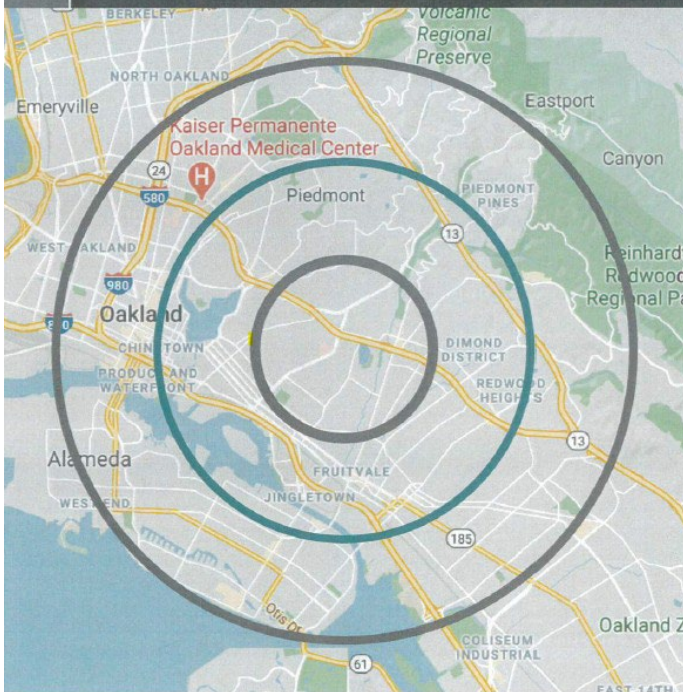 BERKELEY
Volcanic
Regional
Preserve
NORTH OAKLAND
Emeryville
Eastport
Kaiser Permanente
Oakland Medical Center
Canyon
24
H
580
Piedmont
PIEDMONT
PINES
13
WEST OAKLAND
Reinhardt
Redwood
Regional Pa
980
Oakland
880
CHINATOWN
DIMOND
DISTRICT
PRODUCE AND
WATERFRONT
REDWOOD
HEIGHTS
13
Alameda
FRUITVALE
WEST END
JINGLETOWN
185
Otis Dr
Oakland Z
COLISEUM
INDUSTRIAL
61
EAST 14TH